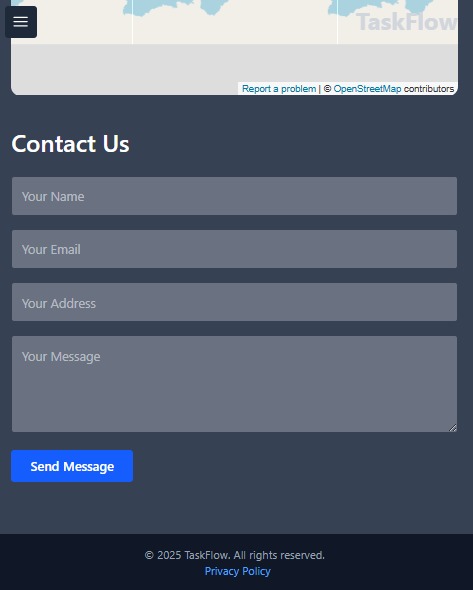 TaskFlow
Report a problem | © OpenStreetMap contributors
Contact Us
Your Name
Your Email
Your Address
Your Message
Send Message
© 2025 TaskFlow. All rights reserved.
Privacy Policy